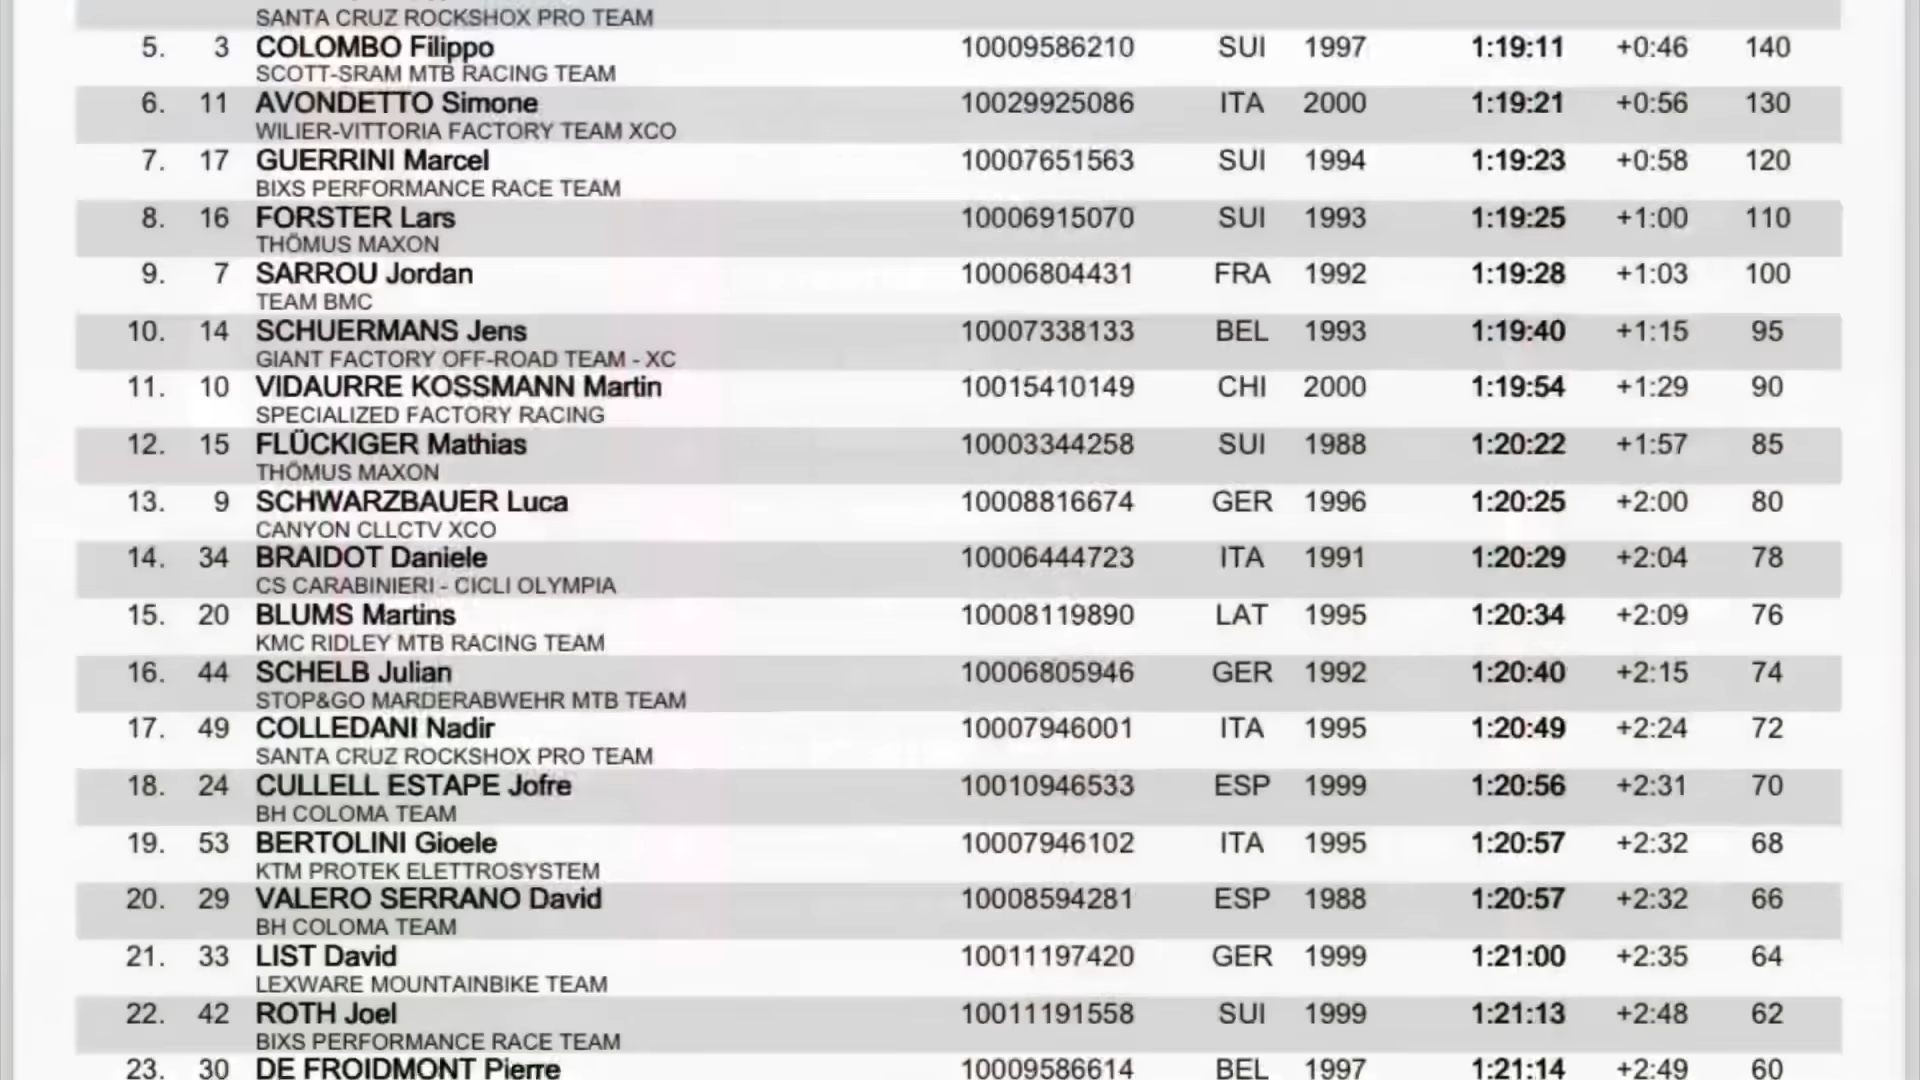 SANTA CRUZ ROCKSHOX PRO TEAM
5. 3 COLOMBO Filippo 10009586210 SUI 1997 1:19:11 +0:46 140
SCOTT-SRAM MTB RACING TEAM
6. 11 AVONDETTO Simone 10029925086 ITA 2000 1:19:21 +0:56 130
WILIER-VITTORIA FACTORY TEAM XCO
7. 17 GUERRINI Marcel 10007651563 SUI 1994 1:19:23 +0:58 120
BIXS PERFORMANCE RACE TEAM
8. 16 FORSTER Lars 10006915070 SUI 1993 1:19:25 +1:00 110
THÖMUS MAXON
9. 7 SARROU Jordan 10006804431 FRA 1992 1:19:28 +1:03 100
TEAM BMC
10. 14 SCHUERMANS Jens 10007338133 BEL 1993 1:19:40 +1:15 95
GIANT FACTORY OFF-ROAD TEAM - XC
11. 10 VIDAURRE KOSSMANN Martin 10015410149 CHI 2000 1:19:54 +1:29 90
SPECIALIZED FACTORY RACING
12. 15 FLÜCKIGER Mathias 10003344258 SUI 1988 1:20:22 +1:57 85
THÖMUS MAXON
13. 9 SCHWARZBAUER Luca 10008816674 GER 1996 1:20:25 +2:00 80
CANYON CLLCTV XCO
14. 34 BRAIDOT Daniele 10006444723 ITA 1991 1:20:29 +2:04 78
CS CARABINIERI - CICLI OLYMPIA
15. 20 BLUMS Martins 10008119890 LAT 1995 1:20:34 +2:09 76
KMC RIDLEY MTB RACING TEAM
16. 44 SCHELB Julian 10006805946 GER 1992 1:20:40 +2:15 74
STOP&GO MARDERABWEHR MTB TEAM
17. 49 COLLEDANI Nadir 10007946001 ITA 1995 1:20:49 +2:24 72
SANTA CRUZ ROCKSHOX PRO TEAM
18. 24 CULLELL ESTAPE Jofre 10010946533 ESP 1999 1:20:56 +2:31 70
BH COLOMA TEAM
19. 53 BERTOLINI Gioele 10007946102 ITA 1995 1:20:57 +2:32 68
KTM PROTEK ELETTROSYSTEM
20. 29 VALERO SERRANO David 10008594281 ESP 1988 1:20:57 +2:32 66
BH COLOMA TEAM
21. 33 LIST David 10011197420 GER 1999 1:21:00 +2:35 64
LEXWARE MOUNTAINBIKE TEAM
22. 42 ROTH Joel 10011191558 SUI 1999 1:21:13 +2:48 62
BIXS PERFORMANCE RACE TEAM
23. 30 DE FROIDMONT Pierre 10009586614 BEL 1997 1:21:14 +2:49 60